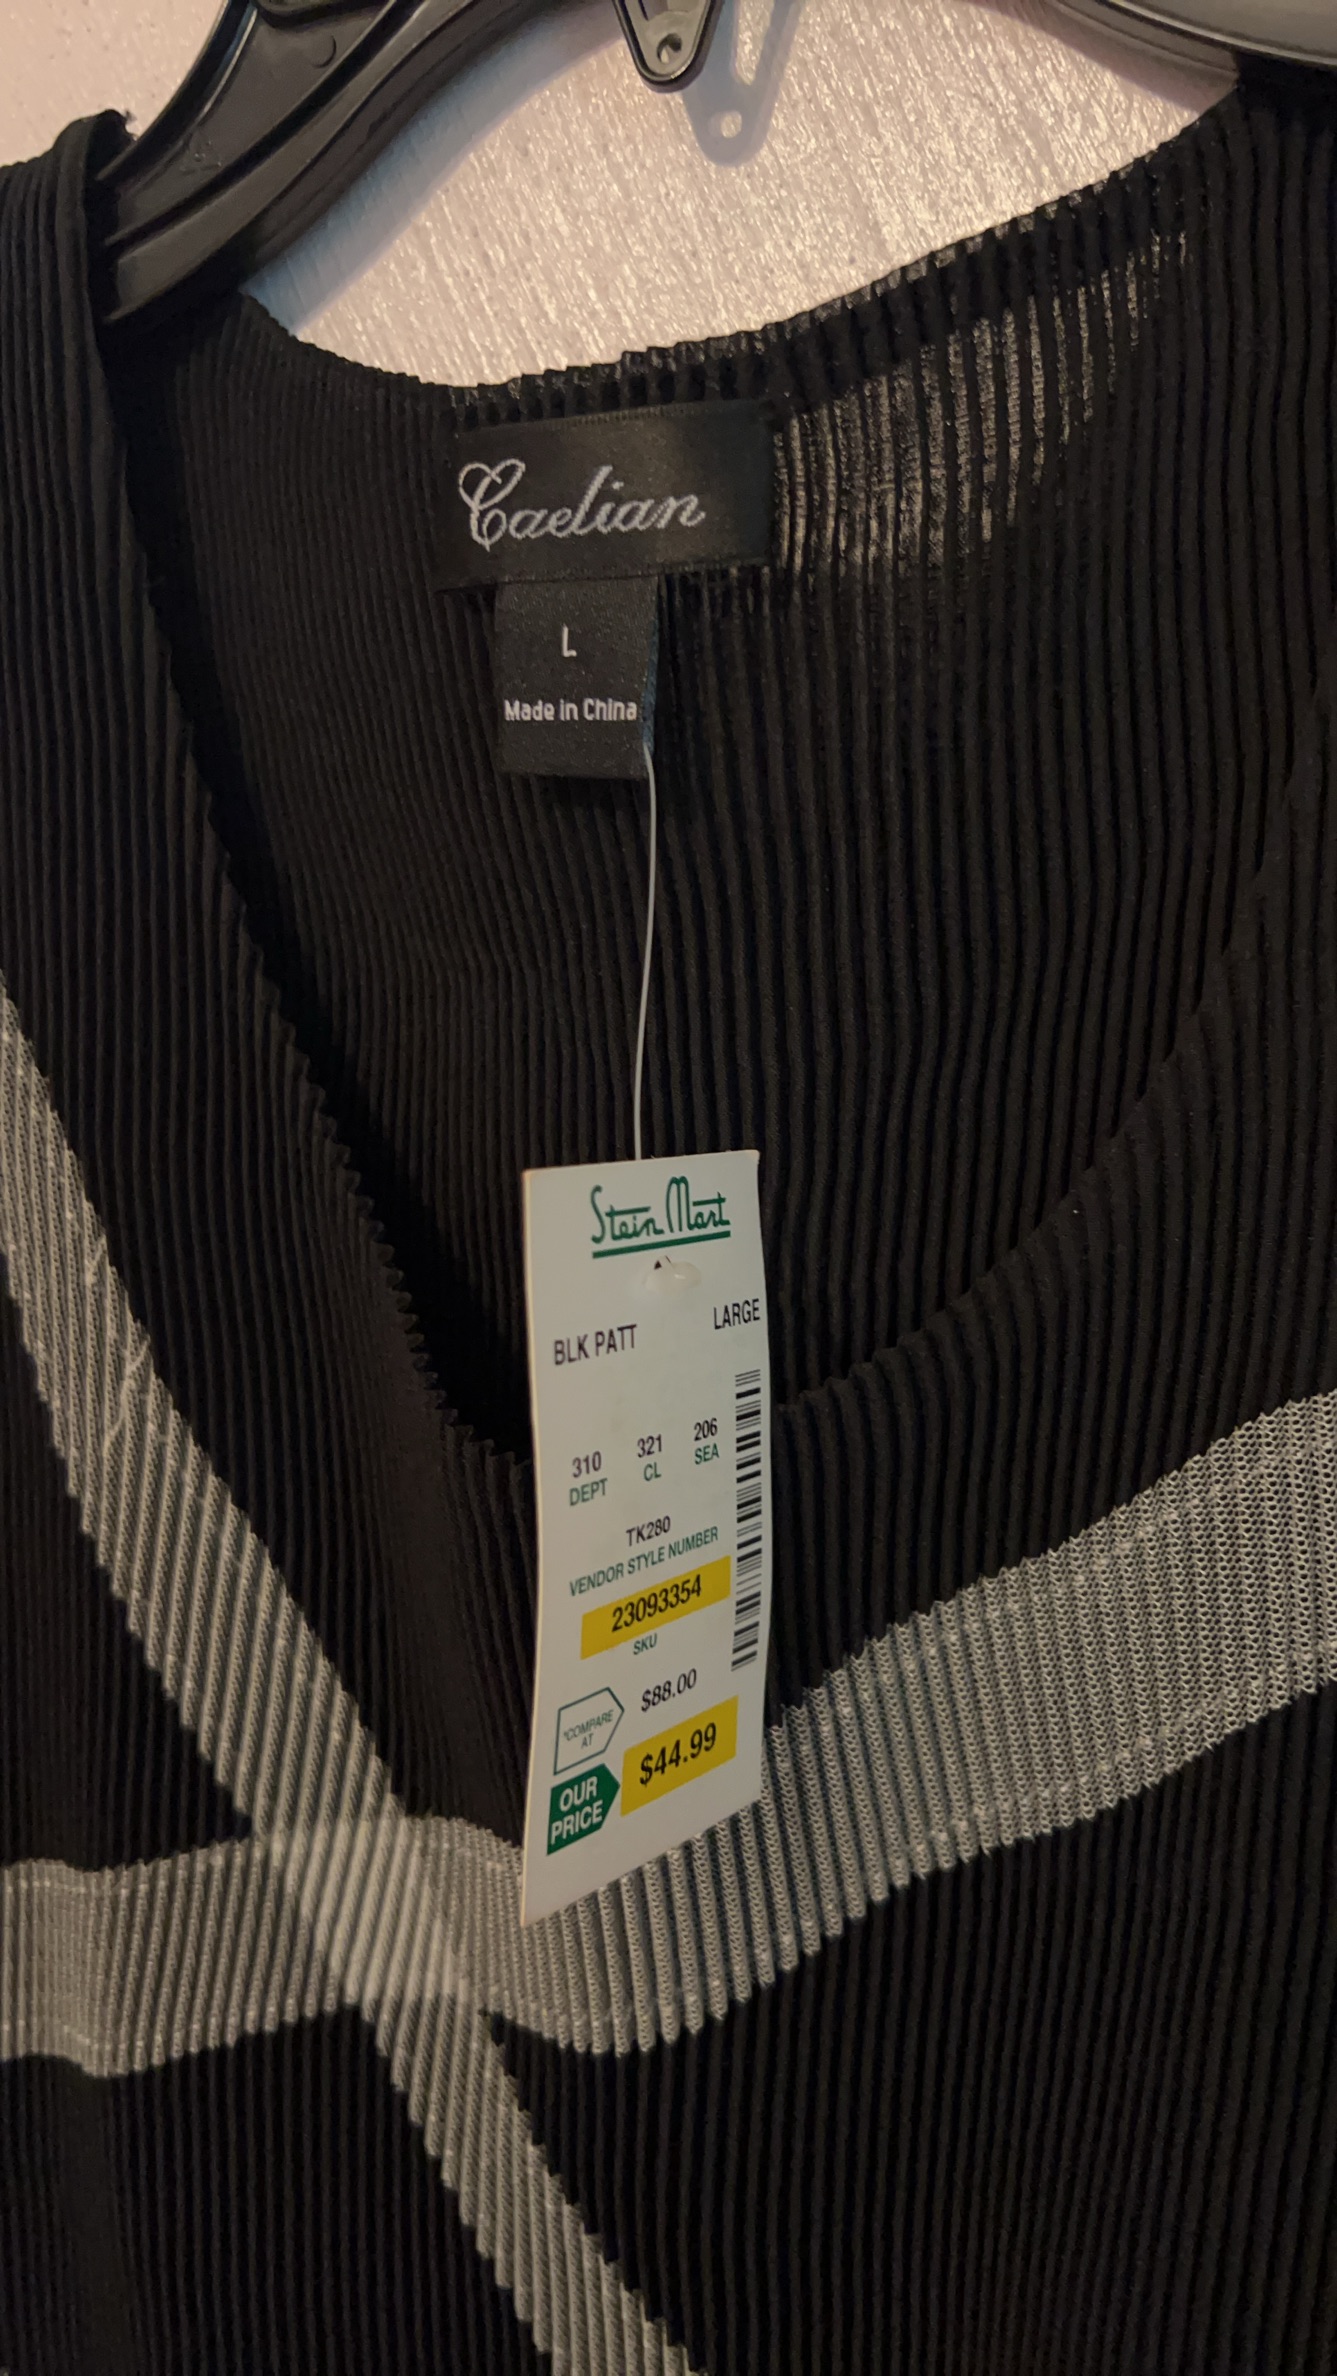 Caelian
L
Made in China
Stein Mart
BLK PATT LARGE
310 321 206
DEPT CL SEA
TK280
VENDOR STYLE NUMBER
23093354
SKU
*COMPARE AT $88.00
OUR PRICE $44.99